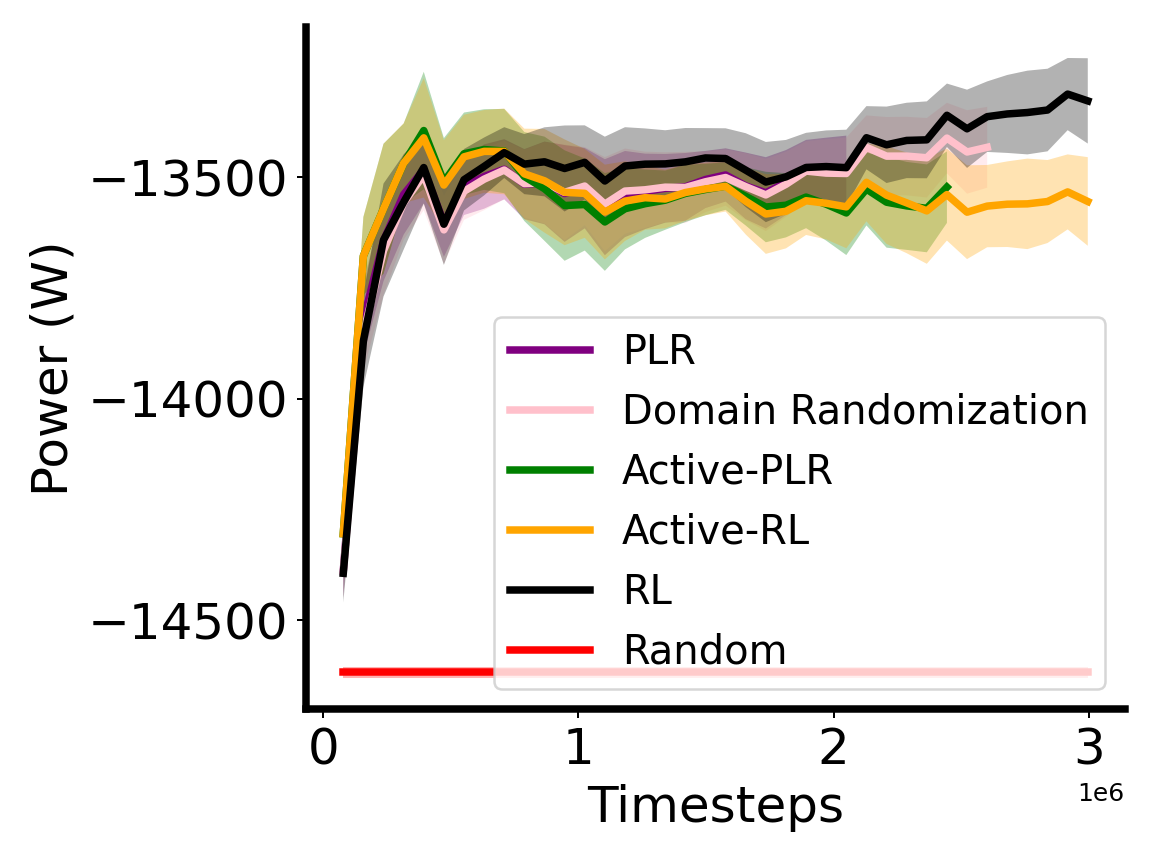 Power (W)
−13500
−14000
−14500
PLR
Domain Randomization
Active-PLR
Active-RL
RL
Random
0 1 2 3
1e6
Timesteps